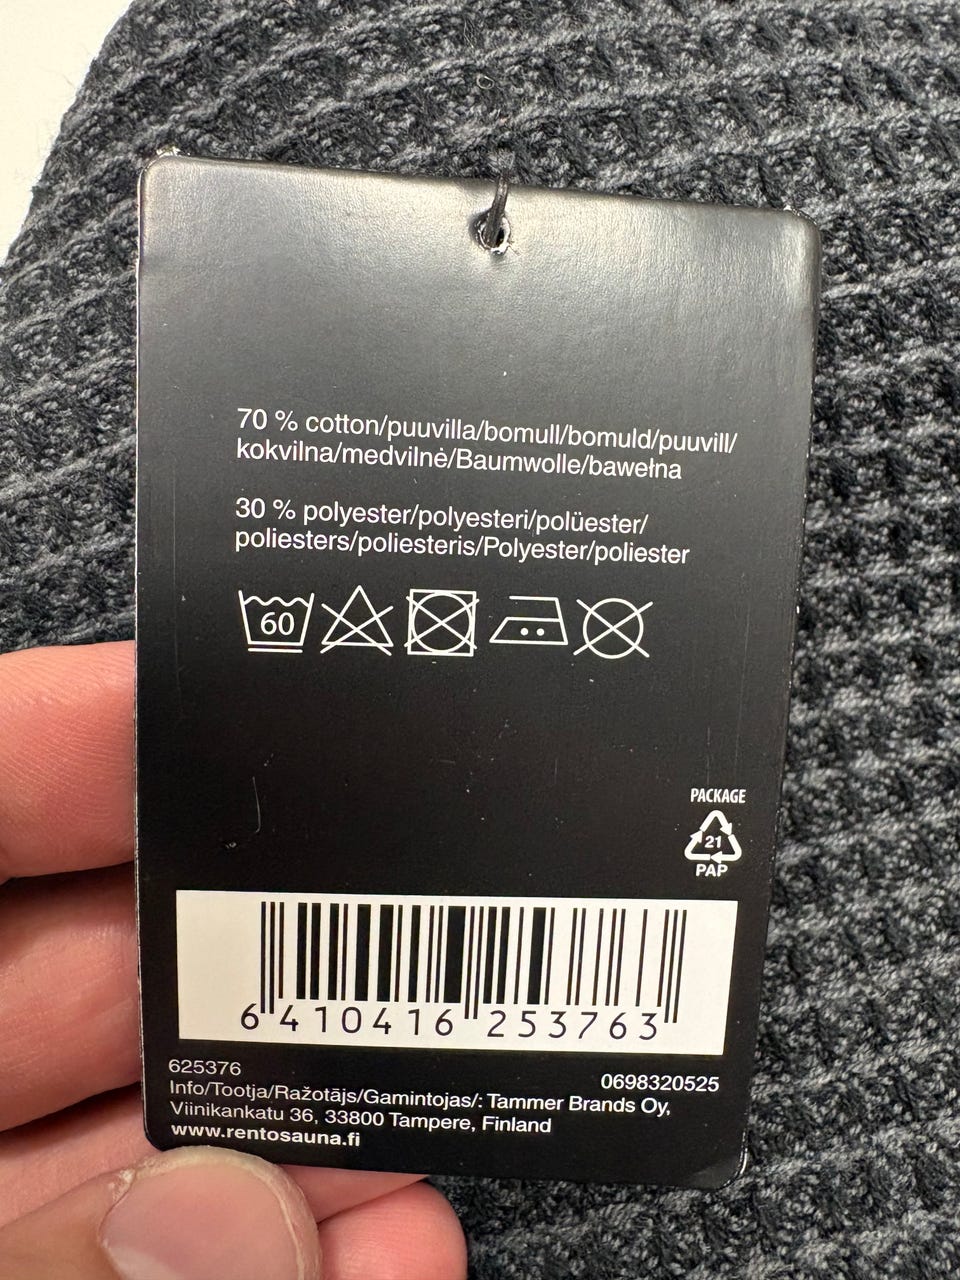 70 % cotton/puuvilla/bomull/bomuld/puuvill/
kokvilna/medvilnė/Baumwolle/bawełna
30 % polyester/polyesteri/polüester/
poliesters/poliesteris/Polyester/poliester
60
PACKAGE
21
PAP
6 410416 253763
625376
0698320525
Info/Tootja/Ražotājs/Gamintojas/: Tammer Brands Oy,
Viinikankatu 36, 33800 Tampere, Finland
www.rentosauna.fi